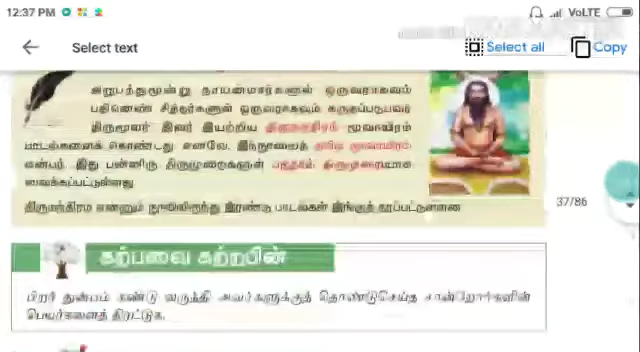 12:37 PM
VoLTE
Select text
Select all
Copy
அறுபத்துமூன்று நாயன்மார்களுள் ஒருவராகவும்
பதினெண் சித்தர்களுள் ஒருவராகவும் கருதப்படுபவர்
திருமூலர் இவர் இயற்றிய திருமந்திரம் மூவாயிரம்
பாடல்களைக் கொண்டது எனவே, இந்நூலைத் தமிழ் மூவாயிரம்
என்பர். இது பன்னிரு திருமுறைகளுள் பத்தாம் திருமுறையாக
வைக்கப்பட்டுள்ளது
திருமந்திரம் எனும் நூலிலிருந்து இரண்டு பாடல்கள் இங்குத் தரப்பட்டுள்ளன
37/86
கற்பவை கற்றபின்
பிறர் துன்பம் கண்டு வருந்தி அவர்களுக்குத் தொண்டுசெய்த சான்றோர்களின்
பெயர்களைத் திரட்டுக.